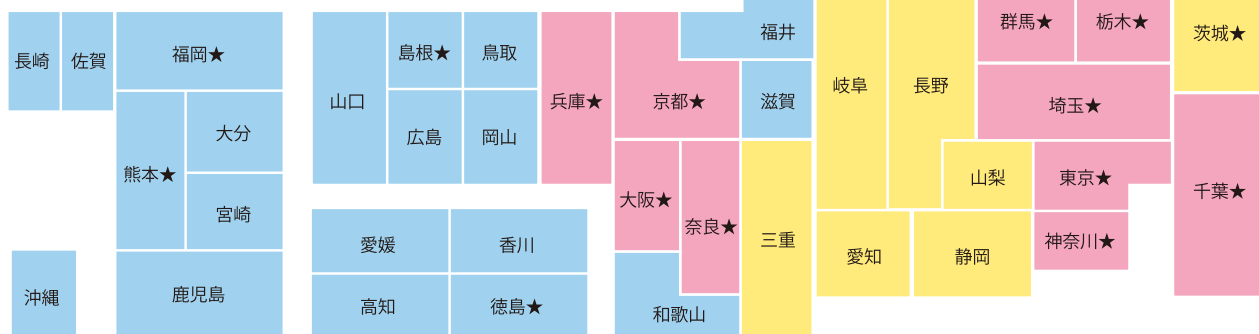 長崎
佐賀
福岡★
熊本★
大分
宮崎
鹿児島
沖縄
山口
島根★
鳥取
広島
岡山
愛媛
香川
高知
徳島★
兵庫★
京都★
福井
滋賀
大阪★
奈良★
和歌山
三重
岐阜
長野
山梨
愛知
静岡
群馬★
栃木★
埼玉★
東京★
神奈川★
茨城★
千葉★